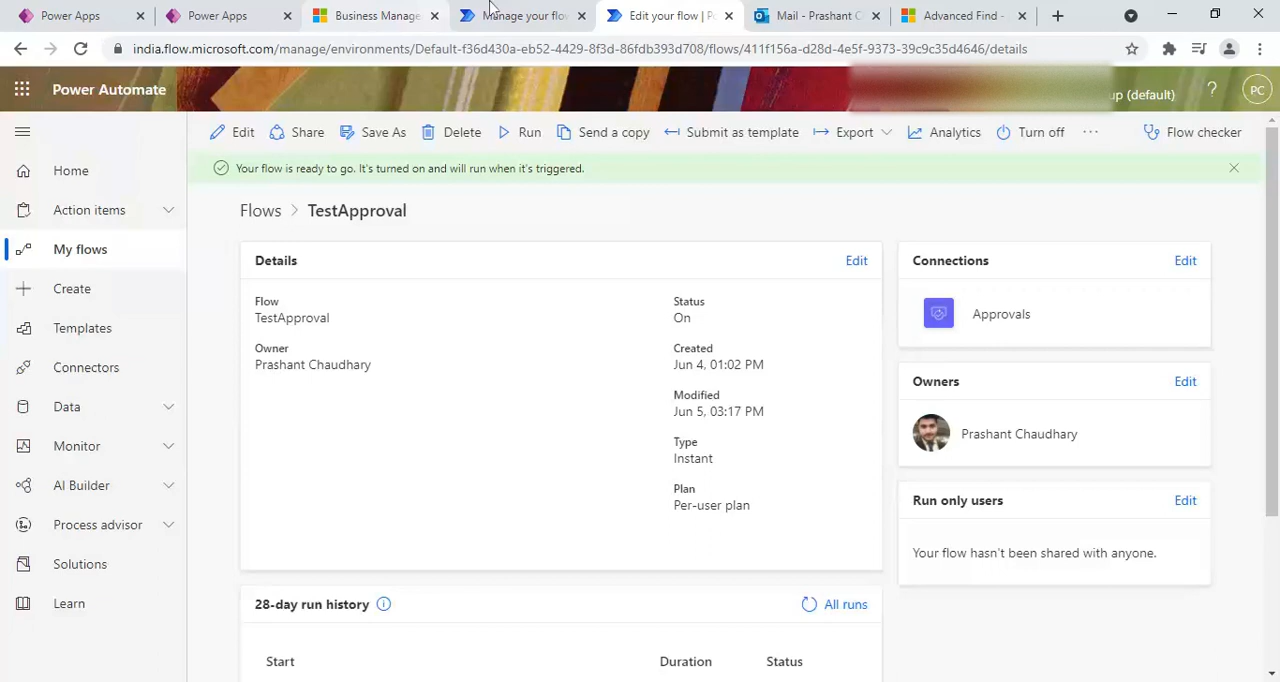 Power Apps
Power Apps
Business Manage
Manage your flow
Edit your flow | Po
Mail - Prashant C
Advanced Find -
india.flow.microsoft.com/manage/environments/Default-f36d430a-eb52-4429-8f3d-86fdb393d708/flows/411f156a-d28d-4e5f-9373-39c9c35d4646/details
Power Automate
up (default)
?
PC
Edit
Share
Save As
Delete
Run
Send a copy
Submit as template
Export
Analytics
Turn off
...
Flow checker
Your flow is ready to go. It's turned on and will run when it's triggered.
Home
Action items
My flows
Create
Templates
Connectors
Data
Monitor
AI Builder
Process advisor
Solutions
Learn
Flows > TestApproval
Details
Edit
Flow
TestApproval
Owner
Prashant Chaudhary
Status
On
Created
Jun 4, 01:02 PM
Modified
Jun 5, 03:17 PM
Type
Instant
Plan
Per-user plan
Connections
Edit
Approvals
Owners
Edit
Prashant Chaudhary
Run only users
Edit
Your flow hasn't been shared with anyone.
28-day run history
All runs
Start
Duration
Status